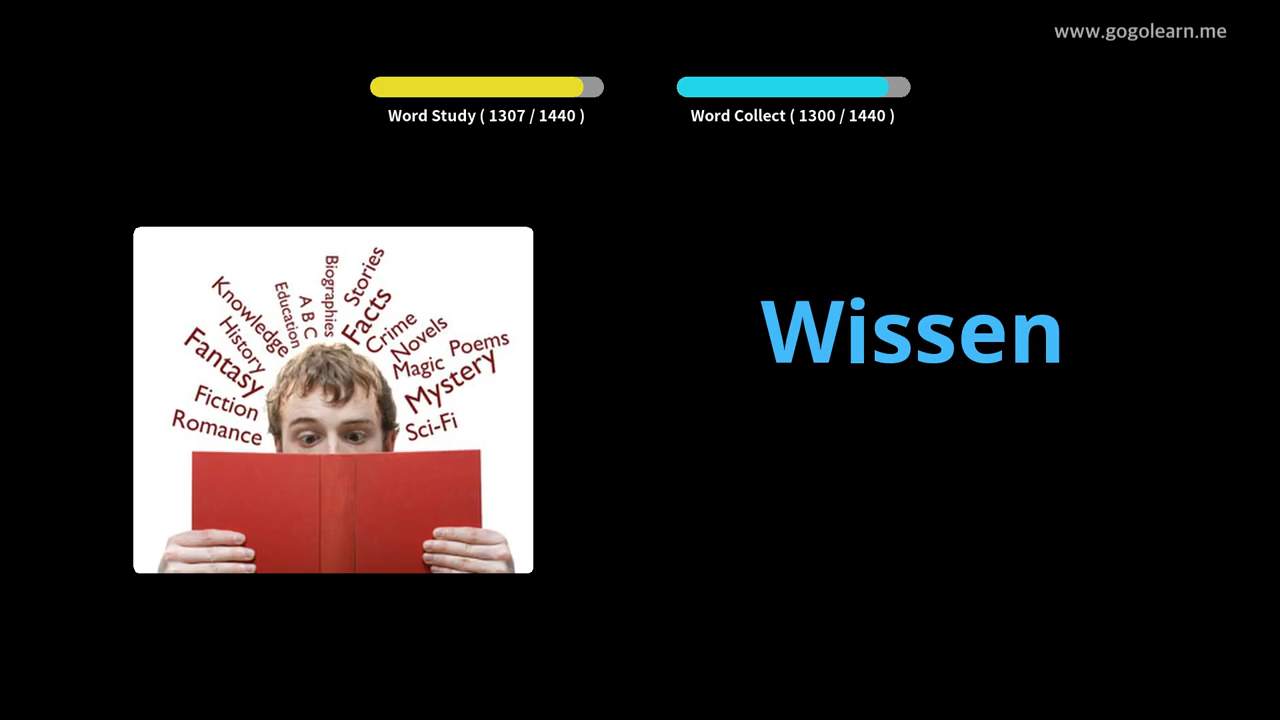 www.gogolearn.me
Word Study ( 1307 / 1440 )
Word Collect ( 1300 / 1440 )
Wissen
Romance
Fiction
Fantasy
History
Knowledge
Education
A B C
Biographies
Stories
Facts
Crime
Novels
Poems
Magic
Mystery
Sci-Fi